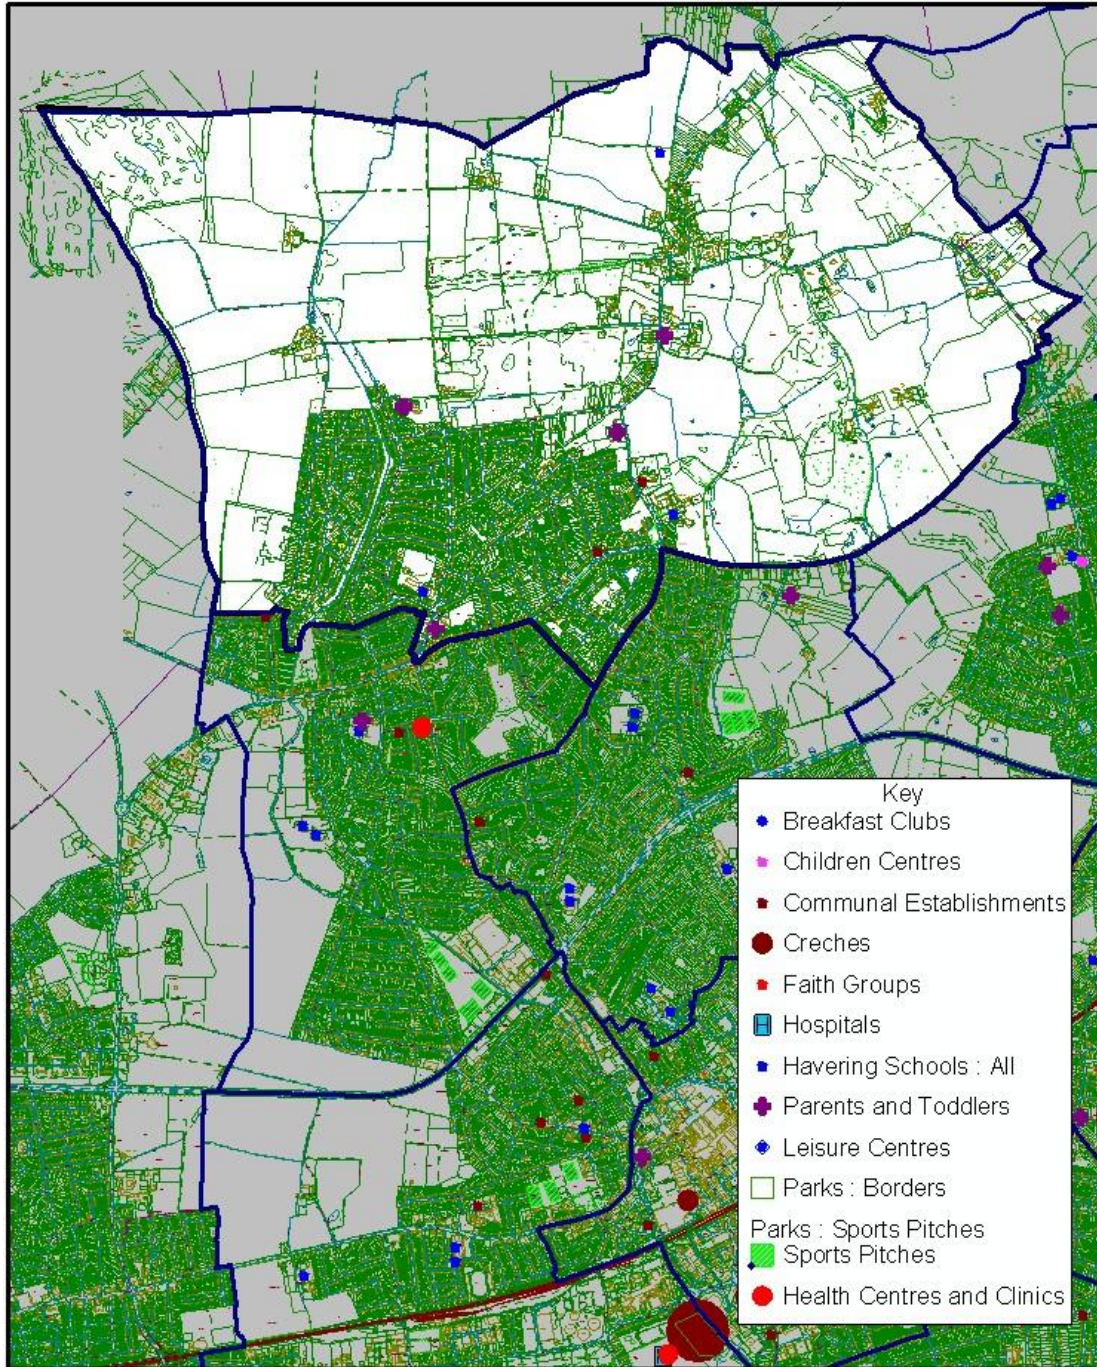 Key
Breakfast Clubs
Children Centres
Communal Establishments
Creches
Faith Groups
H Hospitals
Havering Schools : All
Parents and Toddlers
Leisure Centres
Parks : Borders
Parks : Sports Pitches
Sports Pitches
Health Centres and Clinics